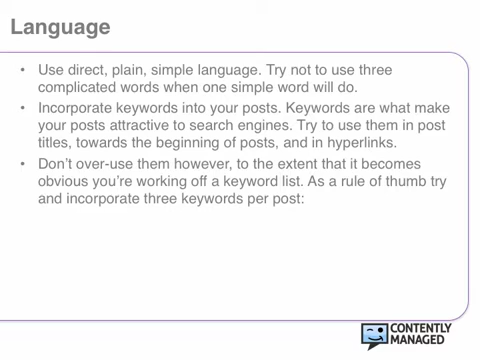 Language
• Use direct, plain, simple language. Try not to use three
complicated words when one simple word will do.
• Incorporate keywords into your posts. Keywords are what make
your posts attractive to search engines. Try to use them in post
titles, towards the beginning of posts, and in hyperlinks.
• Don’t over-use them however, to the extent that it becomes
obvious you’re working off a keyword list. As a rule of thumb try
and incorporate three keywords per post:
CONTENTLY
MANAGED